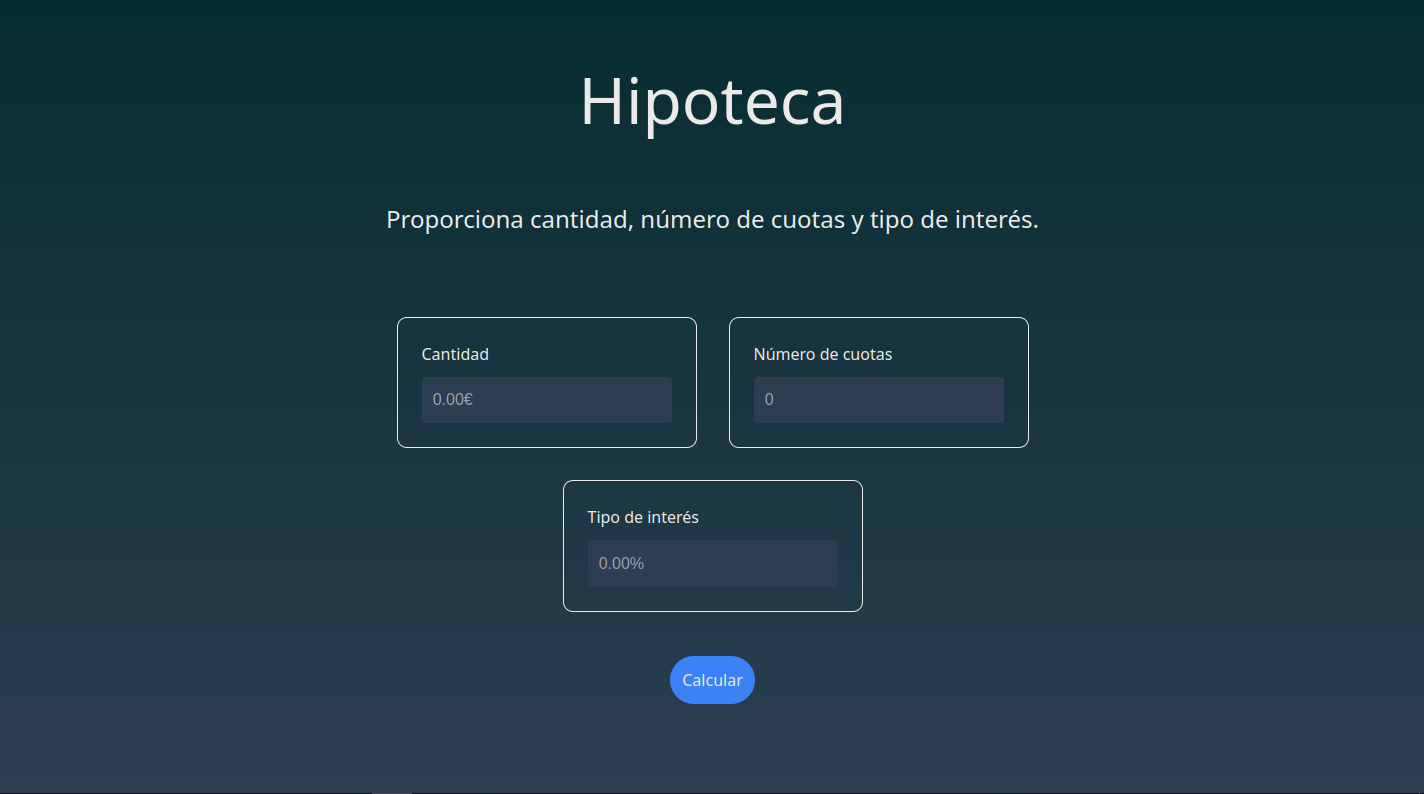 Hipoteca
Proporciona cantidad, número de cuotas y tipo de interés.
Cantidad
0.00€
Número de cuotas
0
Tipo de interés
0.00%
Calcular